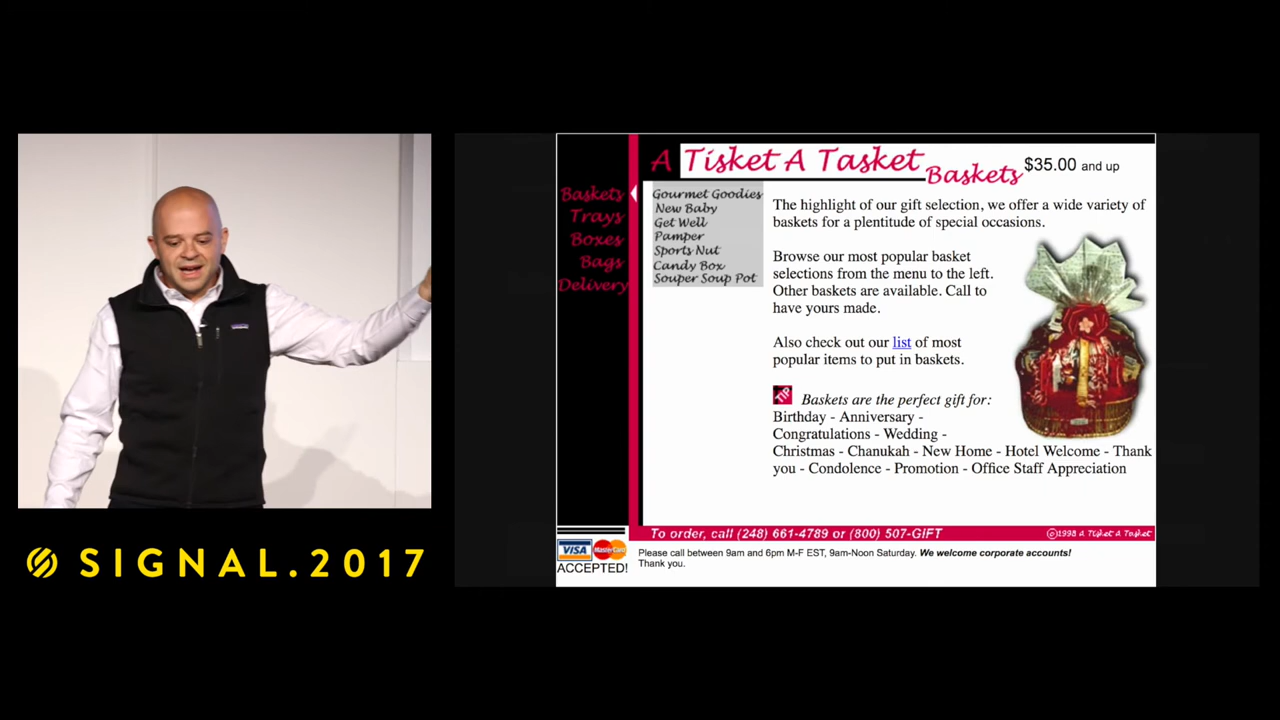 patagonia
SIGNAL.2017
A Tisket A Tasket
Baskets
$35.00 and up
Baskets
Trays
Boxes
Bags
Delivery
Gourmet Goodies
New Baby
Get Well
Pamper
Sports Nut
Candy Box
Souper Soup Pot
The highlight of our gift selection, we offer a wide variety of
baskets for a plentitude of special occasions.
Browse our most popular basket
selections from the menu to the left.
Other baskets are available. Call to
have yours made.
Also check out our list of most
popular items to put in baskets.
TIP
Baskets are the perfect gift for:
Birthday - Anniversary -
Congratulations - Wedding -
Christmas - Chanukah - New Home - Hotel Welcome - Thank
you - Condolence - Promotion - Office Staff Appreciation
To order, call (248) 661-4789 or (800) 507-GIFT
©1998 A Tisket A Tasket
VISA
MasterCard
ACCEPTED!
Please call between 9am and 6pm M-F EST, 9am-Noon Saturday. We welcome corporate accounts!
Thank you.